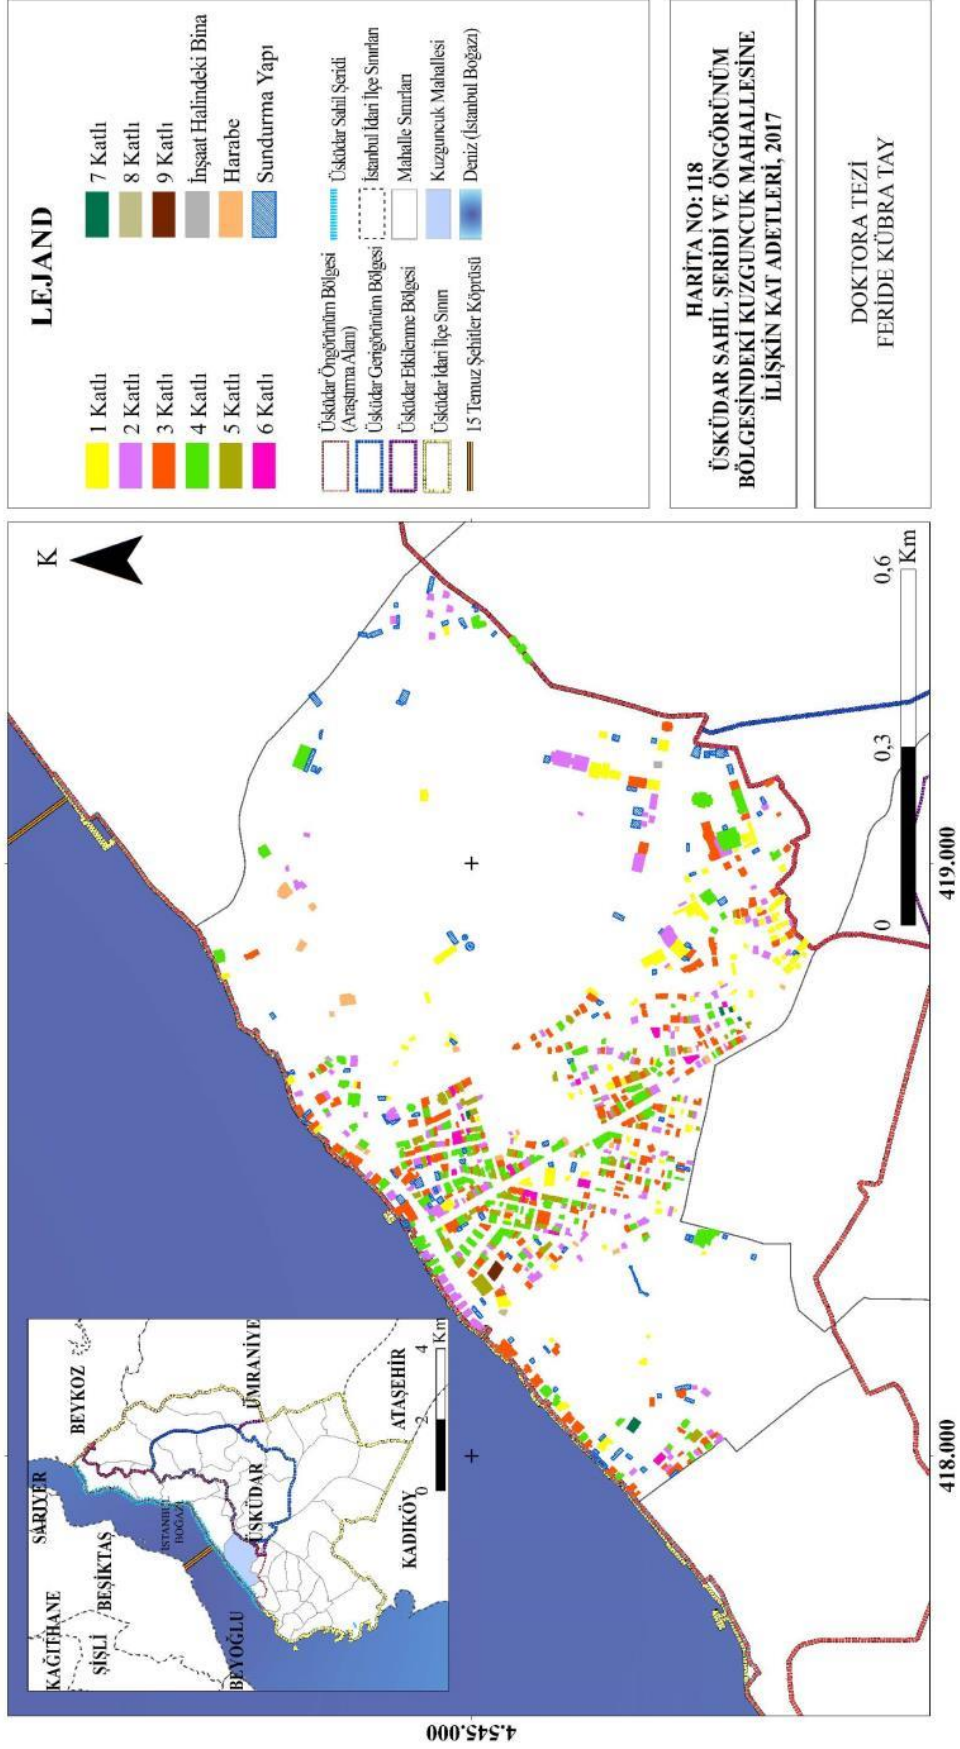 SARIYER
BEYKOZ
KAĞITHANE
ŞİŞLİ
BEŞİKTAŞ
İSTANBUL
BOĞAZI
BEYOĞLU
ÜSKÜDAR
ÜMRANİYE
KADIKÖY
ATAŞEHİR
0 2 4
Km
K
4.545.000
418.000
419.000
0 0,3 0,6
Km
LEJAND
1 Katlı
2 Katlı
3 Katlı
4 Katlı
5 Katlı
6 Katlı
7 Katlı
8 Katlı
9 Katlı
İnşaat Halindeki Bina
Harabe
Sundurma Yapı
Üsküdar Öngörünüm Bölgesi
(Araştırma Alanı)
Üsküdar Gerigörünüm Bölgesi
Üsküdar Etkilenme Bölgesi
Üsküdar İdari İlçe Sınırı
15 Temuz Şehitler Köprüsü
Üsküdar Sahil Şeridi
İstanbul İdari İlçe Sınırları
Mahalle Sınırları
Kuzguncuk Mahallesi
Deniz (İstanbul Boğazı)
HARİTA NO: 118
ÜSKÜDAR SAHİL ŞERİDİ VE ÖNGÖRÜNÜM
BÖLGESİNDEKİ KUZGUNCUK MAHALLESİNE
İLİŞKİN KAT ADETLERİ, 2017
DOKTORA TEZİ
FERİDE KÜBRA TAY